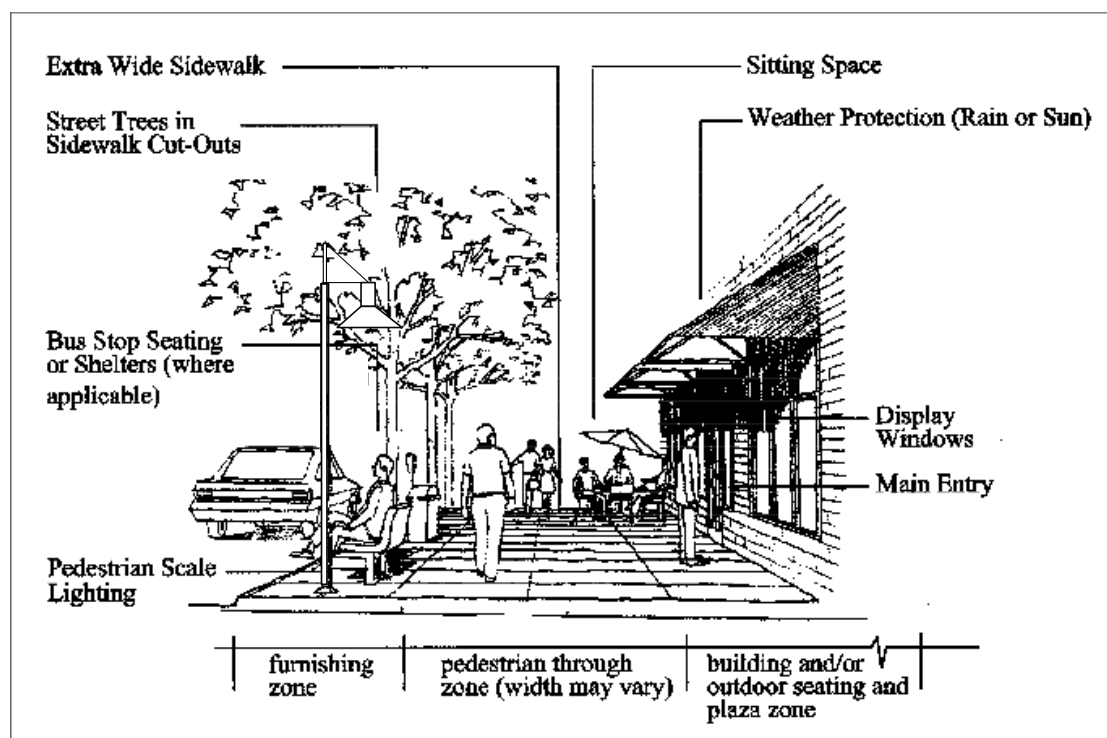 Extra Wide Sidewalk
Sitting Space
Street Trees in
Sidewalk Cut-Outs
Weather Protection (Rain or Sun)
Bus Stop Seating
or Shelters (where
applicable)
Display
Windows
Main Entry
Pedestrian Scale
Lighting
furnishing
zone
pedestrian through
zone (width may vary)
building and/or
outdoor seating and
plaza zone